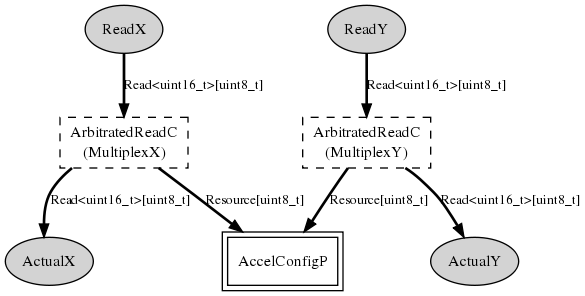 ReadX
ReadY
Read<uint16_t>[uint8_t]
Read<uint16_t>[uint8_t]
ArbitratedReadC
(MultiplexX)
ArbitratedReadC
(MultiplexY)
Read<uint16_t>[uint8_t]
Resource[uint8_t]
Resource[uint8_t]
Read<uint16_t>[uint8_t]
ActualX
AccelConfigP
ActualY